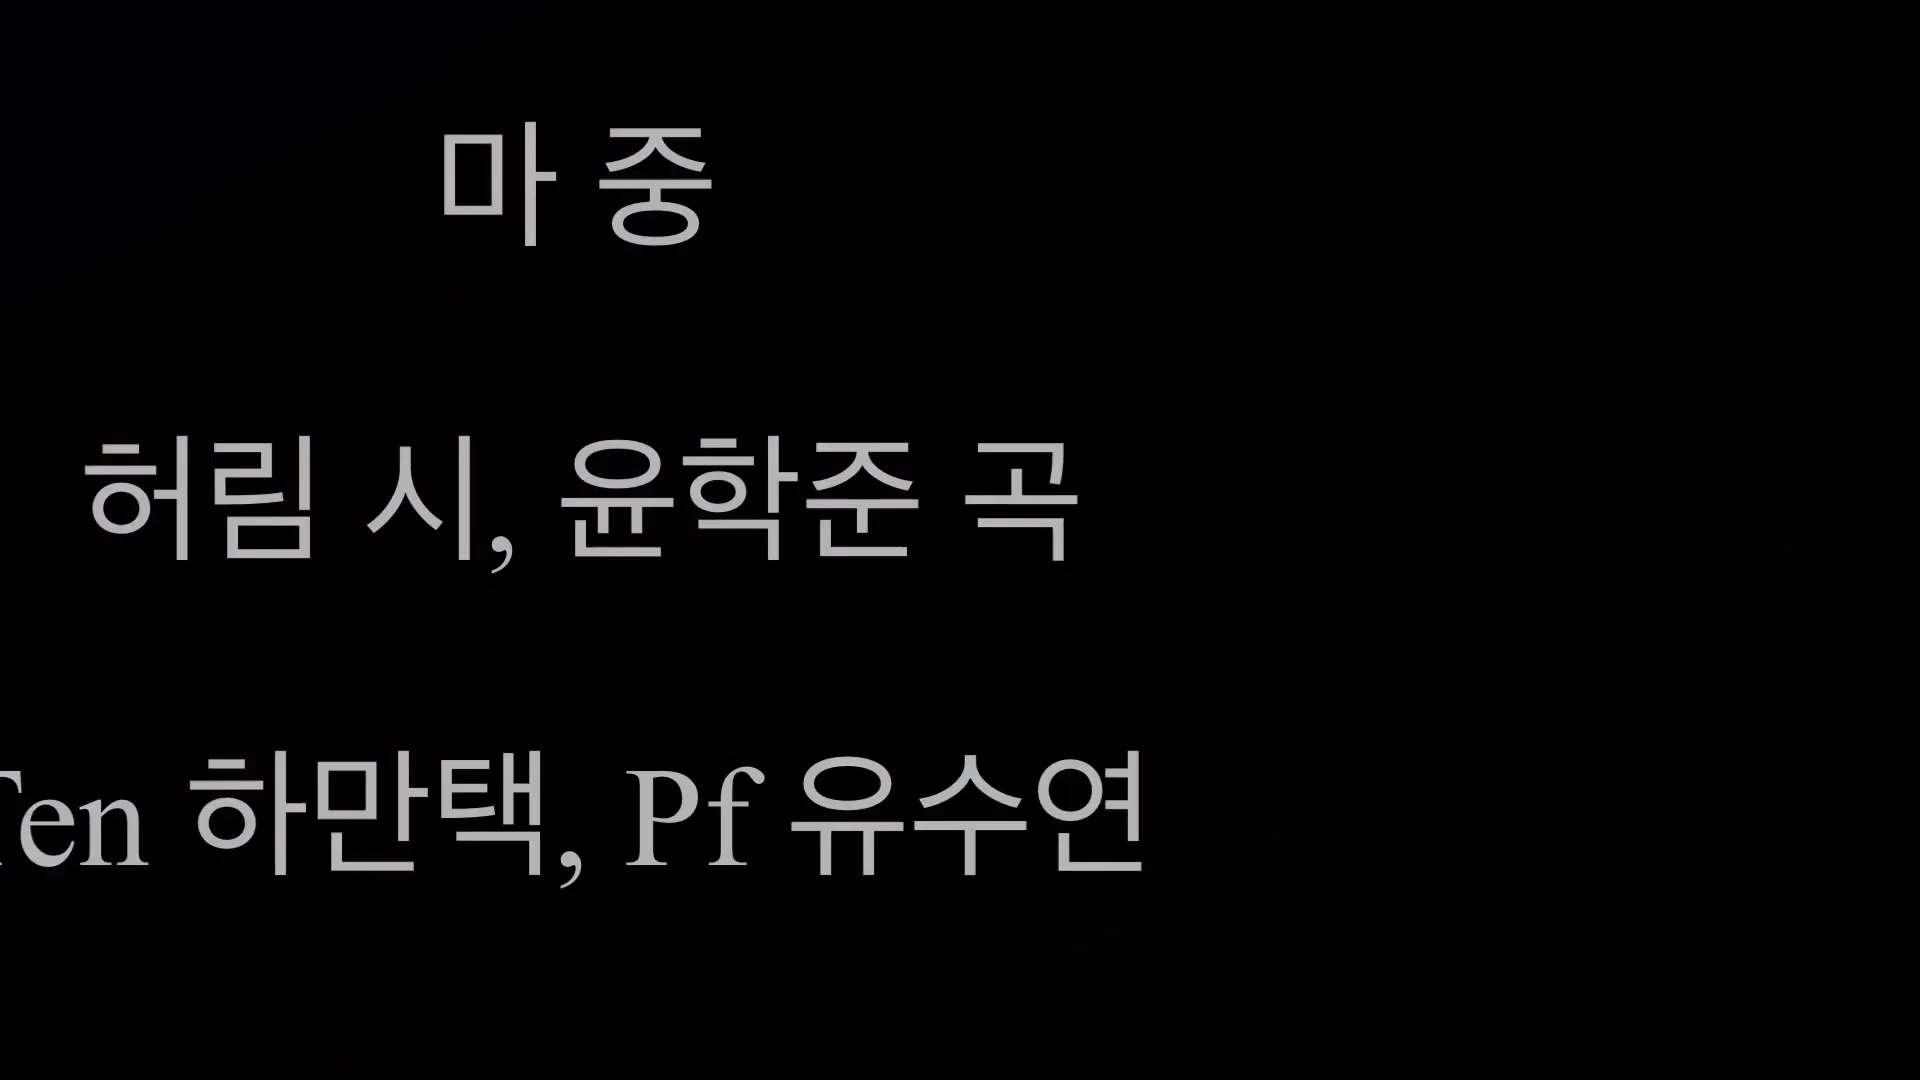 마 중
허림 시, 윤학준 곡
Ten 하만택, Pf 유수연